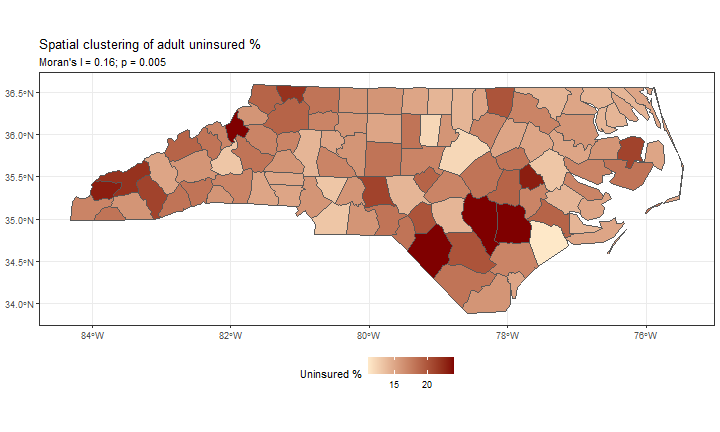 Spatial clustering of adult uninsured %
Moran's I = 0.16; p = 0.005
36.5°N
36.0°N
35.5°N
35.0°N
34.5°N
34.0°N
84°W 82°W 80°W 78°W 76°W
Uninsured %
15 20